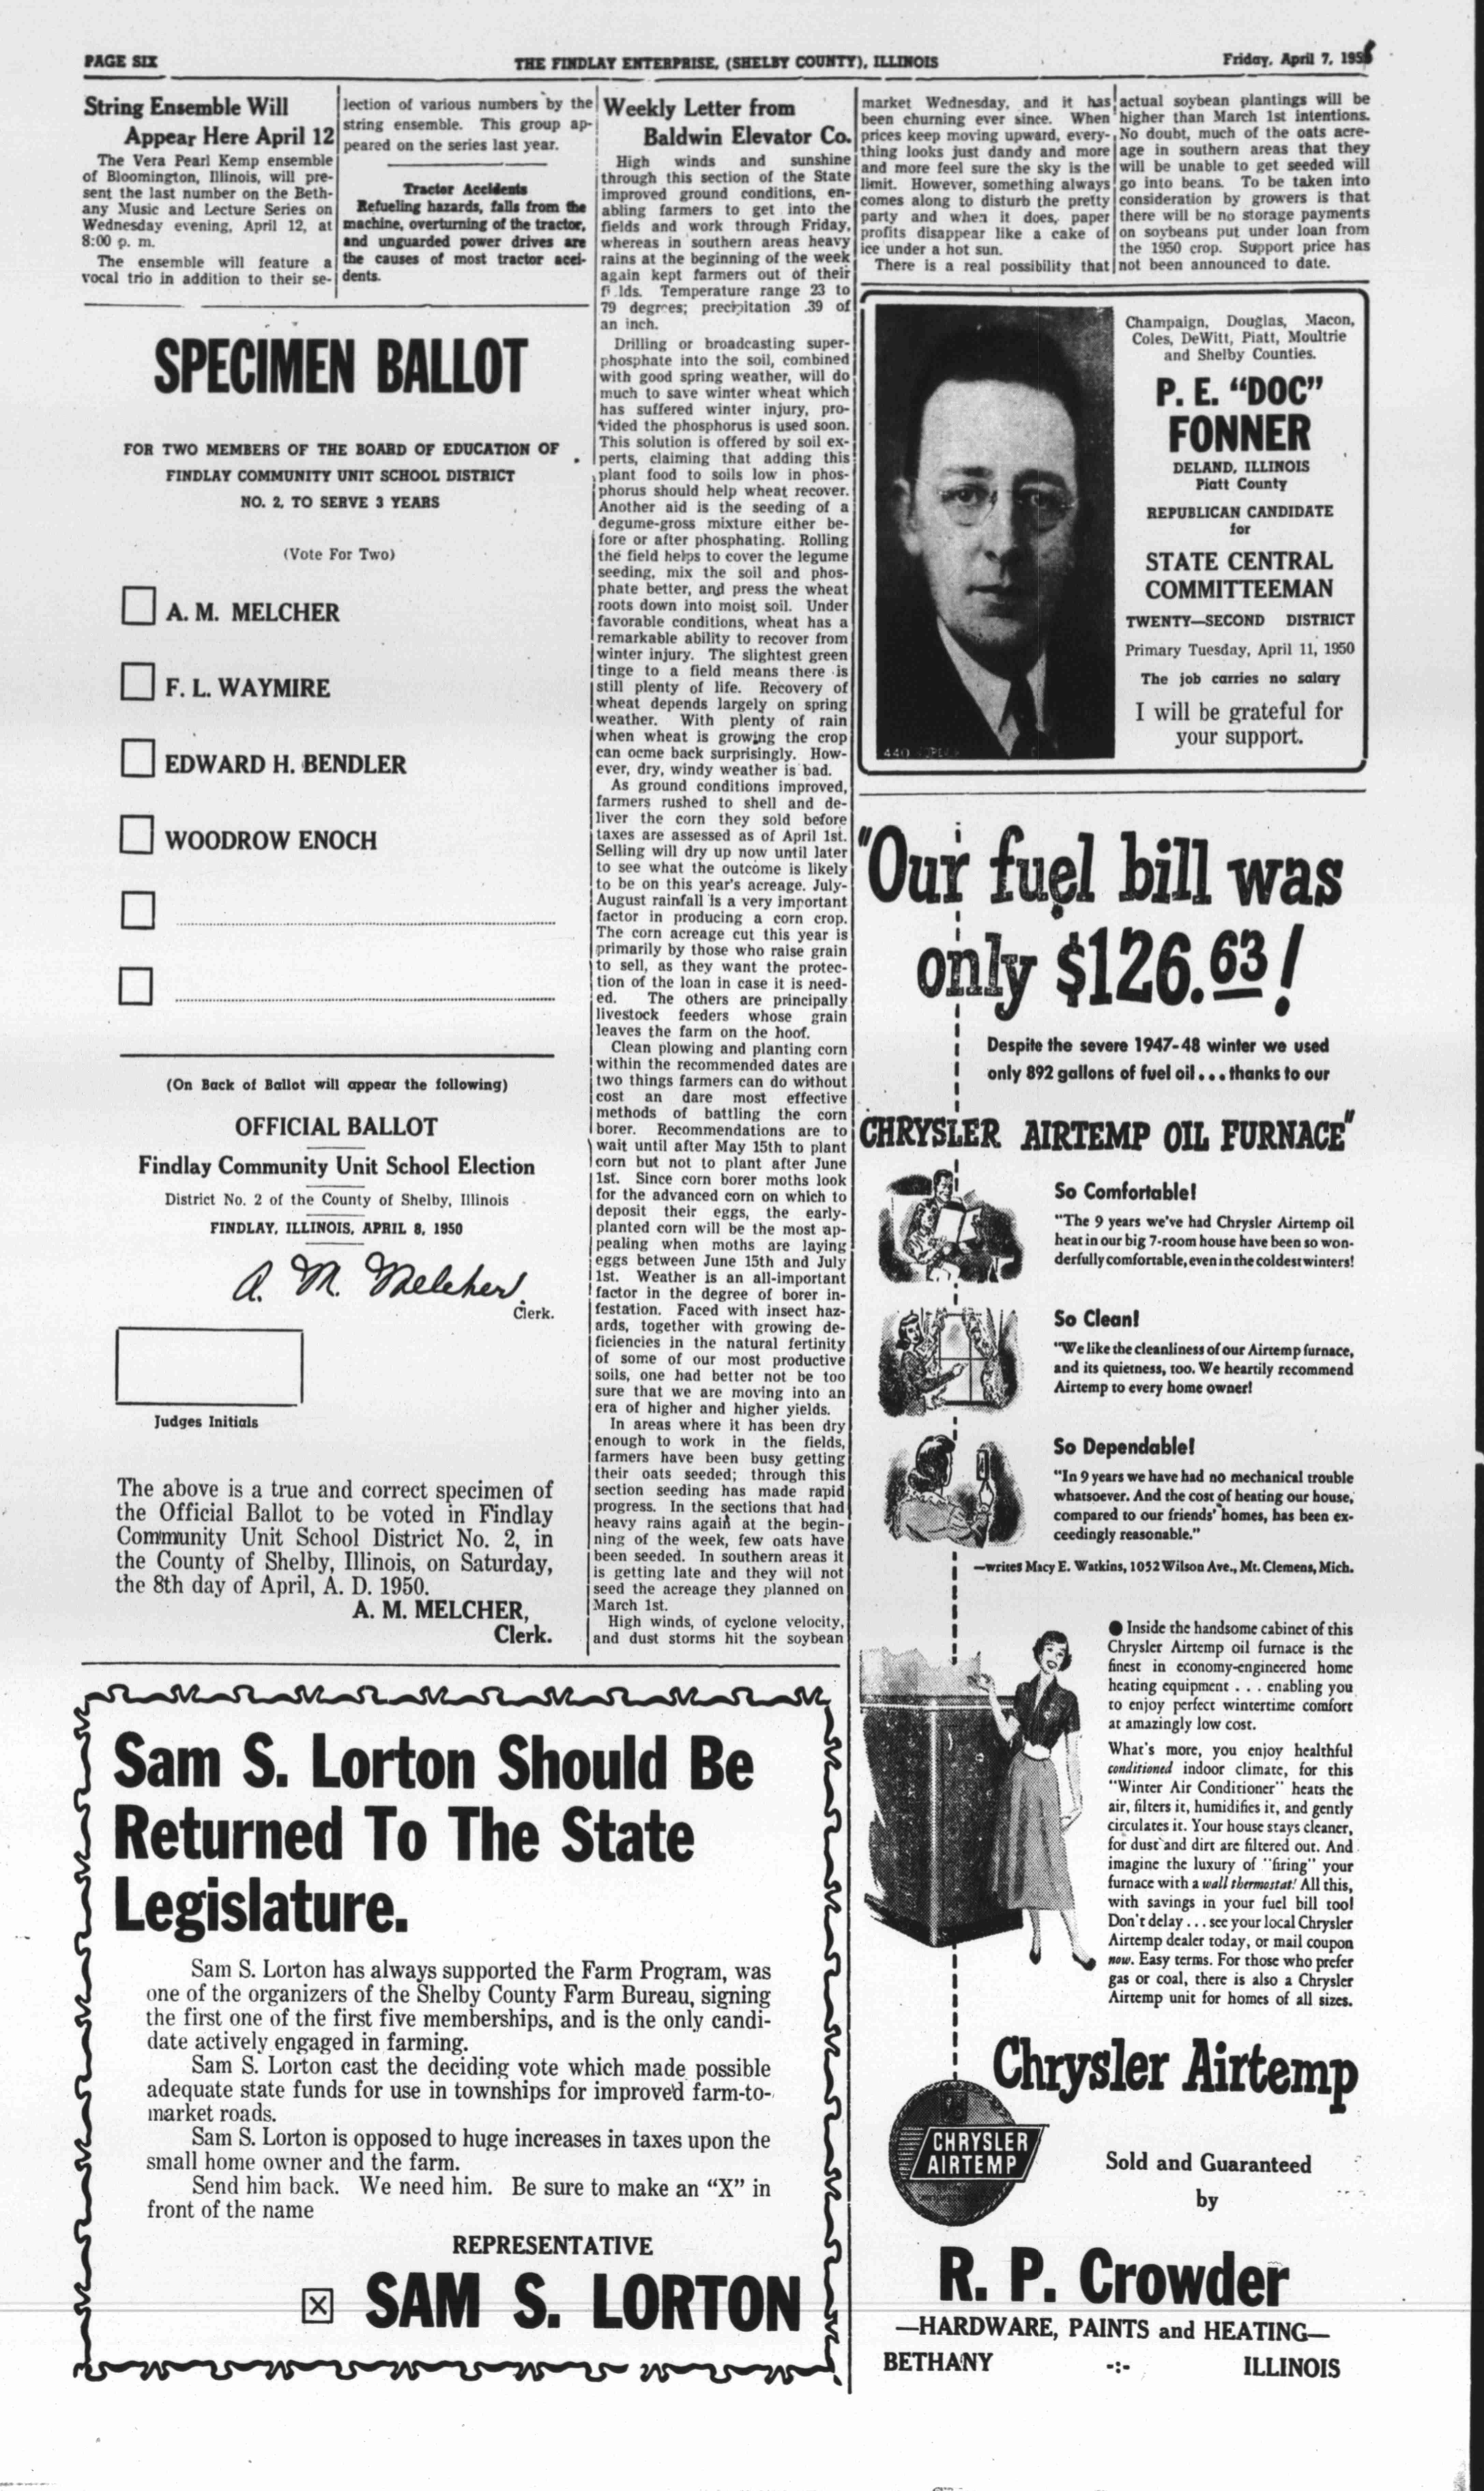 PAGE SIX
THE FINDLAY ENTERPRISE, (SHELBY COUNTY), ILLINOIS
Friday, April 7, 195
String Ensemble Will
Appear Here April 12
The Vera Pearl Kemp ensemble
of Bloomington, Illinois, will pre-
sent the last number on the Beth-
any Music and Lecture Series on
Wednesday evening, April 12, at
8:00 p. m.
The ensemble will feature a
vocal trio in addition to their se-
lection of various numbers by the
string ensemble. This group ap-
peared on the series last year.
Tractor Accidents
Refueling hazards, falls from the
machine, overturning of the tractor,
and unguarded power drives are
the causes of most tractor acci-
dents.
SPECIMEN BALLOT
FOR TWO MEMBERS OF THE BOARD OF EDUCATION OF
FINDLAY COMMUNITY UNIT SCHOOL DISTRICT
NO. 2, TO SERVE 3 YEARS
(Vote For Two)
A. M. MELCHER
F. L. WAYMIRE
EDWARD H. BENDLER
WOODROW ENOCH
(On Back of Ballot will appear the following)
OFFICIAL BALLOT
Findlay Community Unit School Election
District No. 2 of the County of Shelby, Illinois
FINDLAY, ILLINOIS, APRIL 8, 1950
A. M. Melcher
Clerk.
Judges Initials
The above is a true and correct specimen of
the Official Ballot to be voted in Findlay
Community Unit School District No. 2, in
the County of Shelby, Illinois, on Saturday,
the 8th day of April, A. D. 1950.
A. M. MELCHER,
Clerk.
Weekly Letter from
Baldwin Elevator Co.
High winds and sunshine
through this section of the State
improved ground conditions, en-
abling farmers to get into the
fields and work through Friday,
whereas in southern areas heavy
rains at the beginning of the week
again kept farmers out of their
fi lds. Temperature range 23 to
79 degrees; precipitation .39 of
an inch.
Drilling or broadcasting super-
phosphate into the soil, combined
with good spring weather, will do
much to save winter wheat which
has suffered winter injury, pro-
vided the phosphorus is used soon.
This solution is offered by soil ex-
perts, claiming that adding this
plant food to soils low in phos-
phorus should help wheat recover.
Another aid is the seeding of a
degume-gross mixture either be-
fore or after phosphating. Rolling
the field helps to cover the legume
seeding, mix the soil and phos-
phate better, and press the wheat
roots down into moist soil. Under
favorable conditions, wheat has a
remarkable ability to recover from
winter injury. The slightest green
tinge to a field means there is
still plenty of life. Recovery of
wheat depends largely on spring
weather. With plenty of rain
when wheat is growing the crop
can ocme back surprisingly. How-
ever, dry, windy weather is bad.
As ground conditions improved,
farmers rushed to shell and de-
liver the corn they sold before
taxes are assessed as of April 1st.
Selling will dry up now until later
to see what the outcome is likely
to be on this year's acreage. July-
August rainfall is a very important
factor in producing a corn crop.
The corn acreage cut this year is
primarily by those who raise grain
to sell, as they want the protec-
tion of the loan in case it is need-
ed. The others are principally
livestock feeders whose grain
leaves the farm on the hoof.
Clean plowing and planting corn
within the recommended dates are
two things farmers can do without
cost an dare most effective
methods of battling the corn
borer. Recommendations are to
wait until after May 15th to plant
corn but not to plant after June
1st. Since corn borer moths look
for the advanced corn on which to
deposit their eggs, the early-
planted corn will be the most ap-
pealing when moths are laying
eggs between June 15th and July
1st. Weather is an all-important
factor in the degree of borer in-
festation. Faced with insect haz-
ards, together with growing de-
ficiencies in the natural fertinity
of some of our most productive
soils, one had better not be too
sure that we are moving into an
era of higher and higher yields.
In areas where it has been dry
enough to work in the fields,
farmers have been busy getting
their oats seeded; through this
section seeding has made rapid
progress. In the sections that had
heavy rains again at the begin-
ning of the week, few oats have
been seeded. In southern areas it
is getting late and they will not
seed the acreage they planned on
March 1st.
High winds, of cyclone velocity,
and dust storms hit the soybean
market Wednesday, and it has
been churning ever since. When
prices keep moving upward, every-
thing looks just dandy and more
and more feel sure the sky is the
limit. However, something always
comes along to disturb the pretty
party and when it does, paper
profits disappear like a cake of
ice under a hot sun.
There is a real possibility that
actual soybean plantings will be
higher than March 1st intentions.
No doubt, much of the oats acre-
age in southern areas that they
will be unable to get seeded will
go into beans. To be taken into
consideration by growers is that
there will be no storage payments
on soybeans put under loan from
the 1950 crop. Support price has
not been announced to date.
Champaign, Douglas, Macon,
Coles, DeWitt, Piatt, Moultrie
and Shelby Counties.
P. E. "DOC"
FONNER
DELAND, ILLINOIS
Piatt County
REPUBLICAN CANDIDATE
for
STATE CENTRAL
COMMITTEEMAN
TWENTY—SECOND DISTRICT
Primary Tuesday, April 11, 1950
The job carries no salary
I will be grateful for
your support.
"Our fuel bill was
only $126.63!
Despite the severe 1947-48 winter we used
only 892 gallons of fuel oil...thanks to our
CHRYSLER AIRTEMP OIL FURNACE"
So Comfortable!
"The 9 years we've had Chrysler Airtemp oil
heat in our big 7-room house have been so won-
derfully comfortable, even in the coldest winters!
So Clean!
"We like the cleanliness of our Airtemp furnace,
and its quietness, too. We heartily recommend
Airtemp to every home owner!
So Dependable!
"In 9 years we have had no mechanical trouble
whatsoever. And the cost of heating our house,
compared to our friends' homes, has been ex-
ceedingly reasonable."
—writes Macy E. Watkins, 1052 Wilson Ave., Mt. Clemens, Mich.
● Inside the handsome cabinet of this
Chrysler Airtemp oil furnace is the
finest in economy-engineered home
heating equipment . . . enabling you
to enjoy perfect wintertime comfort
at amazingly low cost.
What's more, you enjoy healthful
conditioned indoor climate, for this
"Winter Air Conditioner" heats the
air, filters it, humidifies it, and gently
circulates it. Your house stays cleaner,
for dust and dirt are filtered out. And
imagine the luxury of "firing" your
furnace with a wall thermostat! All this,
with savings in your fuel bill too!
Don't delay . . . see your local Chrysler
Airtemp dealer today, or mail coupon
now. Easy terms. For those who prefer
gas or coal, there is also a Chrysler
Airtemp unit for homes of all sizes.
Chrysler Airtemp
CHRYSLER
AIRTEMP
Sold and Guaranteed
by
R. P. Crowder
—HARDWARE, PAINTS and HEATING—
BETHANY -:- ILLINOIS
Sam S. Lorton Should Be
Returned To The State
Legislature.
Sam S. Lorton has always supported the Farm Program, was
one of the organizers of the Shelby County Farm Bureau, signing
the first one of the first five memberships, and is the only candi-
date actively engaged in farming.
Sam S. Lorton cast the deciding vote which made possible
adequate state funds for use in townships for improved farm-to-
market roads.
Sam S. Lorton is opposed to huge increases in taxes upon the
small home owner and the farm.
Send him back. We need him. Be sure to make an "X" in
front of the name
REPRESENTATIVE
X SAM S. LORTON